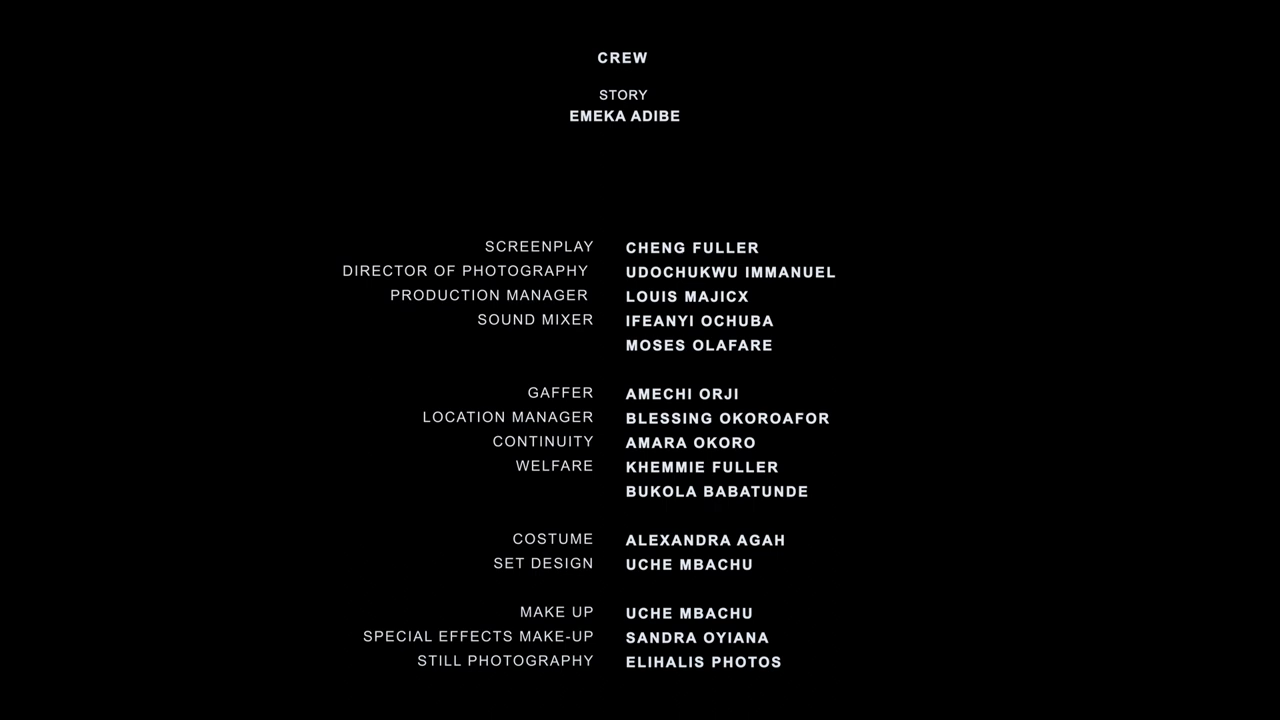 CREW
STORY
EMEKA ADIBE
SCREENPLAY CHENG FULLER
DIRECTOR OF PHOTOGRAPHY UDOCHUKWU IMMANUEL
PRODUCTION MANAGER LOUIS MAJICX
SOUND MIXER IFEANYI OCHUBA
MOSES OLAFARE
GAFFER AMECHI ORJI
LOCATION MANAGER BLESSING OKOROAFOR
CONTINUITY AMARA OKORO
WELFARE KHEMMIE FULLER
BUKOLA BABATUNDE
COSTUME ALEXANDRA AGAH
SET DESIGN UCHE MBACHU
MAKE UP UCHE MBACHU
SPECIAL EFFECTS MAKE-UP SANDRA OYIANA
STILL PHOTOGRAPHY ELIHALIS PHOTOS